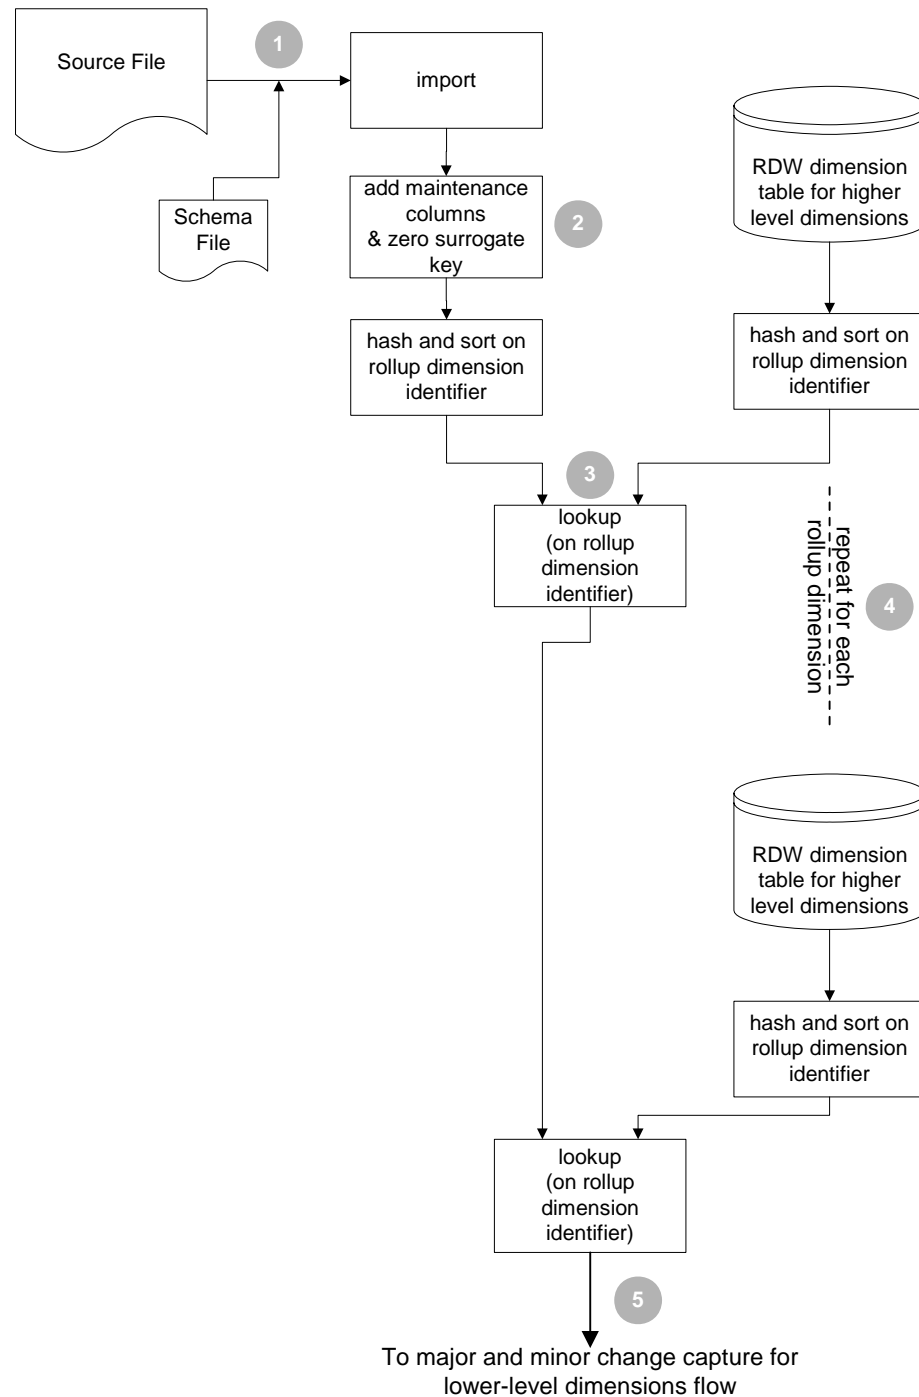 Source File
1
import
Schema
File
add maintenance
columns
& zero surrogate
key
2
RDW dimension
table for higher
level dimensions
hash and sort on
rollup dimension
identifier
hash and sort on
rollup dimension
identifier
3
lookup
(on rollup
dimension
identifier)
repeat for each
rollup dimension
4
RDW dimension
table for higher
level dimensions
hash and sort on
rollup dimension
identifier
lookup
(on rollup
dimension
identifier)
5
To major and minor change capture for
lower-level dimensions flow